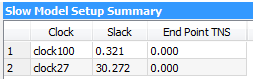 Slow Model Setup Summary
Clock Slack End Point TNS
1 clock100 0.321 0.000
2 clock27 30.272 0.000